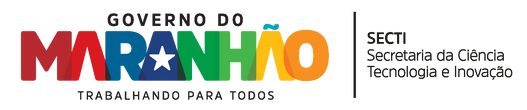 GOVERNO DO
MARANHÃO
TRABALHANDO PARA TODOS
SECTI
Secretaria da Ciência
Tecnologia e Inovação